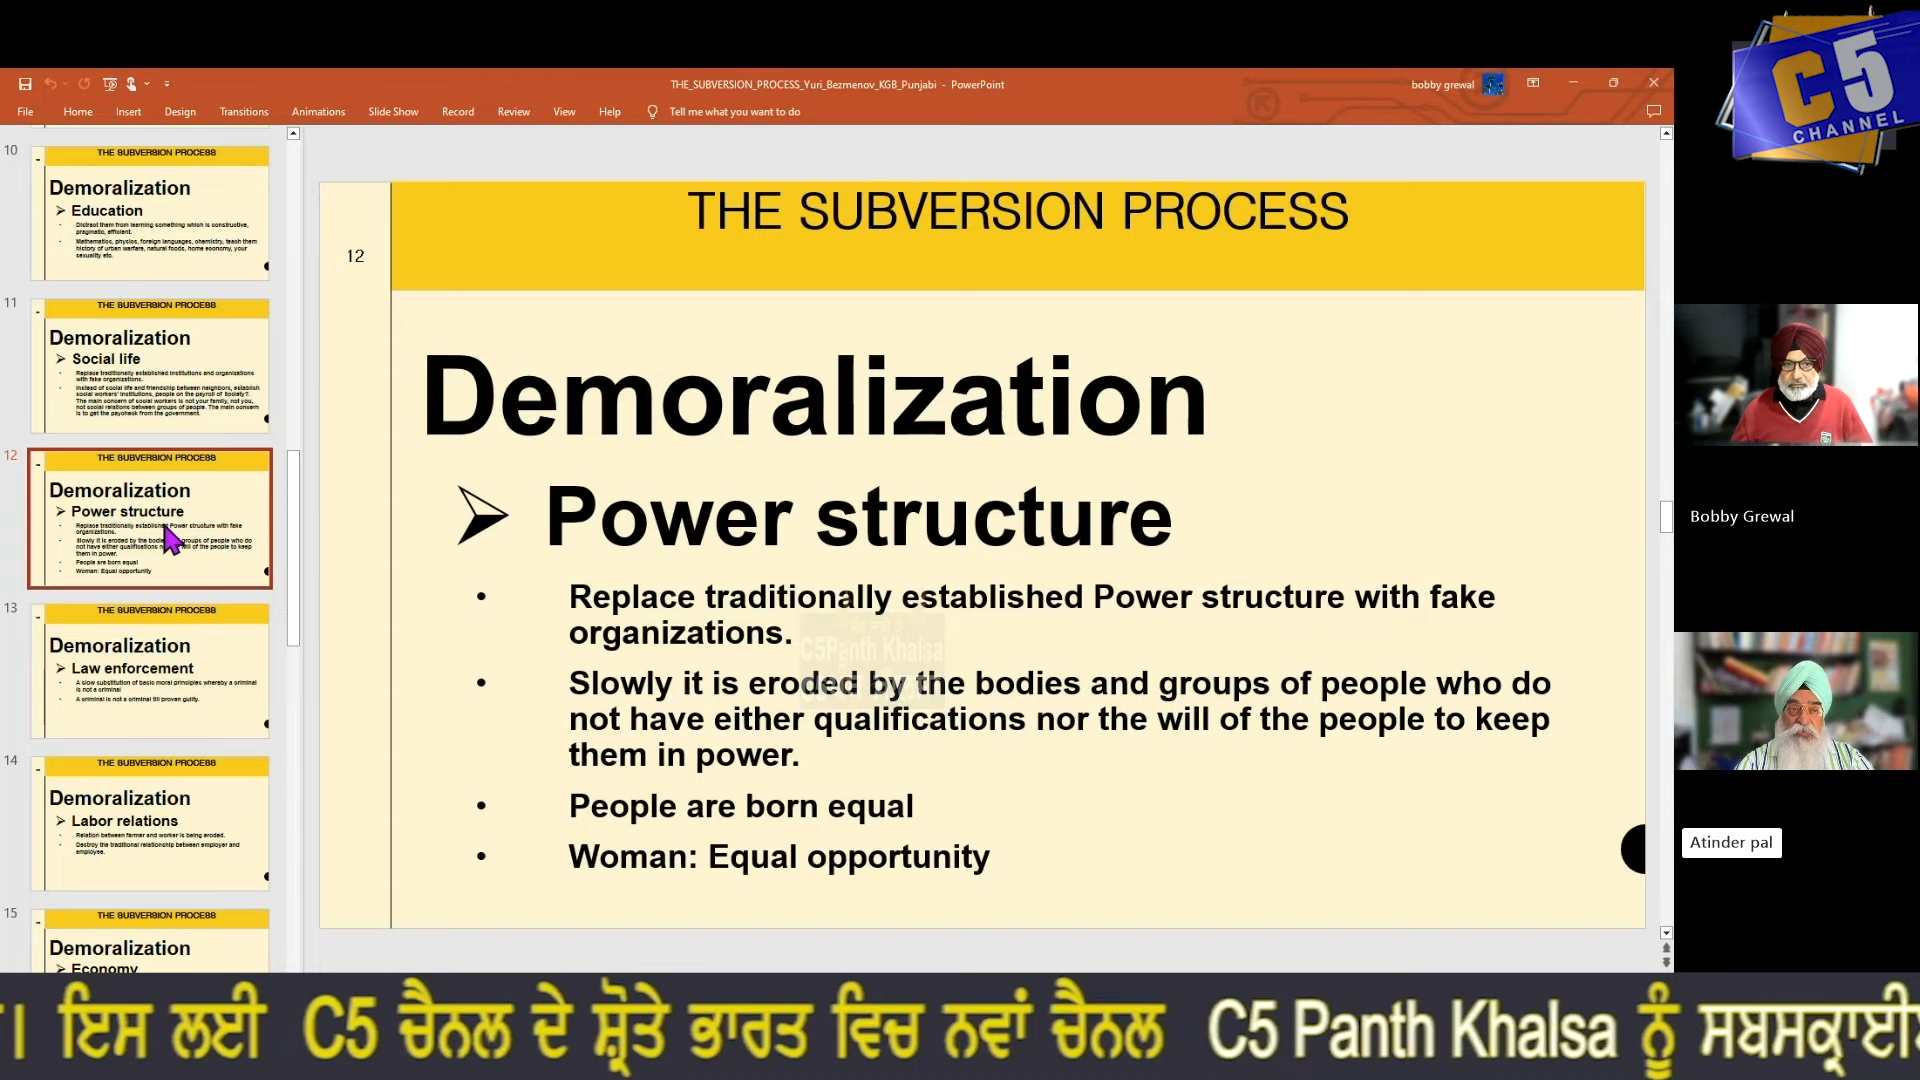 THE_SUBVERSION_PROCESS_Yuri_Bezmenov_KGB_Punjabi - PowerPoint
bobby grewal
File Home Insert Design Transitions Animations Slide Show Record Review View Help Tell me what you want to do
C5
CHANNEL
10
THE SUBVERSION PROCESS
Demoralization
➢ Education
• Distract them from learning something which is constructive,
pragmatic, efficient.
• Mathematics, physics, foreign languages, chemistry, teach them
history of urban warfare, natural foods, home economy, your
sexuality etc.
11
THE SUBVERSION PROCESS
Demoralization
➢ Social life
• Replace traditionally established institutions and organizations
with fake organizations.
• Instead of social life and friendship between neighbors, establish
social workers' institutions, people on the payroll of society?.
The main concern of social workers is not your family, not you,
not social relations between groups of people. The main concern
is to get the paycheck from the government.
12
THE SUBVERSION PROCESS
Demoralization
➢ Power structure
• Replace traditionally established Power structure with fake
organizations.
• Slowly it is eroded by the bodies groups of people who do
not have either qualifications will of the people to keep
them in power.
• People are born equal
• Woman: Equal opportunity
13
THE SUBVERSION PROCESS
Demoralization
➢ Law enforcement
• A slow substitution of basic moral principles whereby a criminal
is not a criminal
• A criminal is not a criminal till proven guilty.
14
THE SUBVERSION PROCESS
Demoralization
➢ Labor relations
• Relation between farmer and worker is being eroded.
• Destroy the traditional relationship between employer and
employee.
15
THE SUBVERSION PROCESS
Demoralization
➢ Economy
THE SUBVERSION PROCESS
12
Demoralization
➢ Power structure
• Replace traditionally established Power structure with fake
organizations.
• Slowly it is eroded by the bodies and groups of people who do
not have either qualifications nor the will of the people to keep
them in power.
• People are born equal
• Woman: Equal opportunity
C5Panth Khalsa
Bobby Grewal
Atinder pal
। ਇਸ ਲਈ C5 ਚੈਨਲ ਦੇ ਸ਼੍ਰੋਤੇ ਭਾਰਤ ਵਿਚ ਨਵਾਂ ਚੈਨਲ C5 Panth Khalsa ਨੂੰ ਸਬਸਕ੍ਰਾਈ